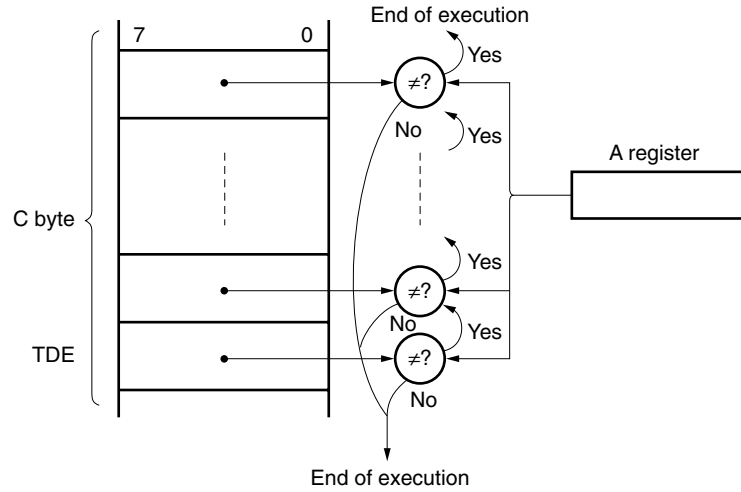 End of execution
7 0
Yes
≠?
No
Yes
A register
C byte
Yes
≠?
No
Yes
TDE
≠?
No
End of execution